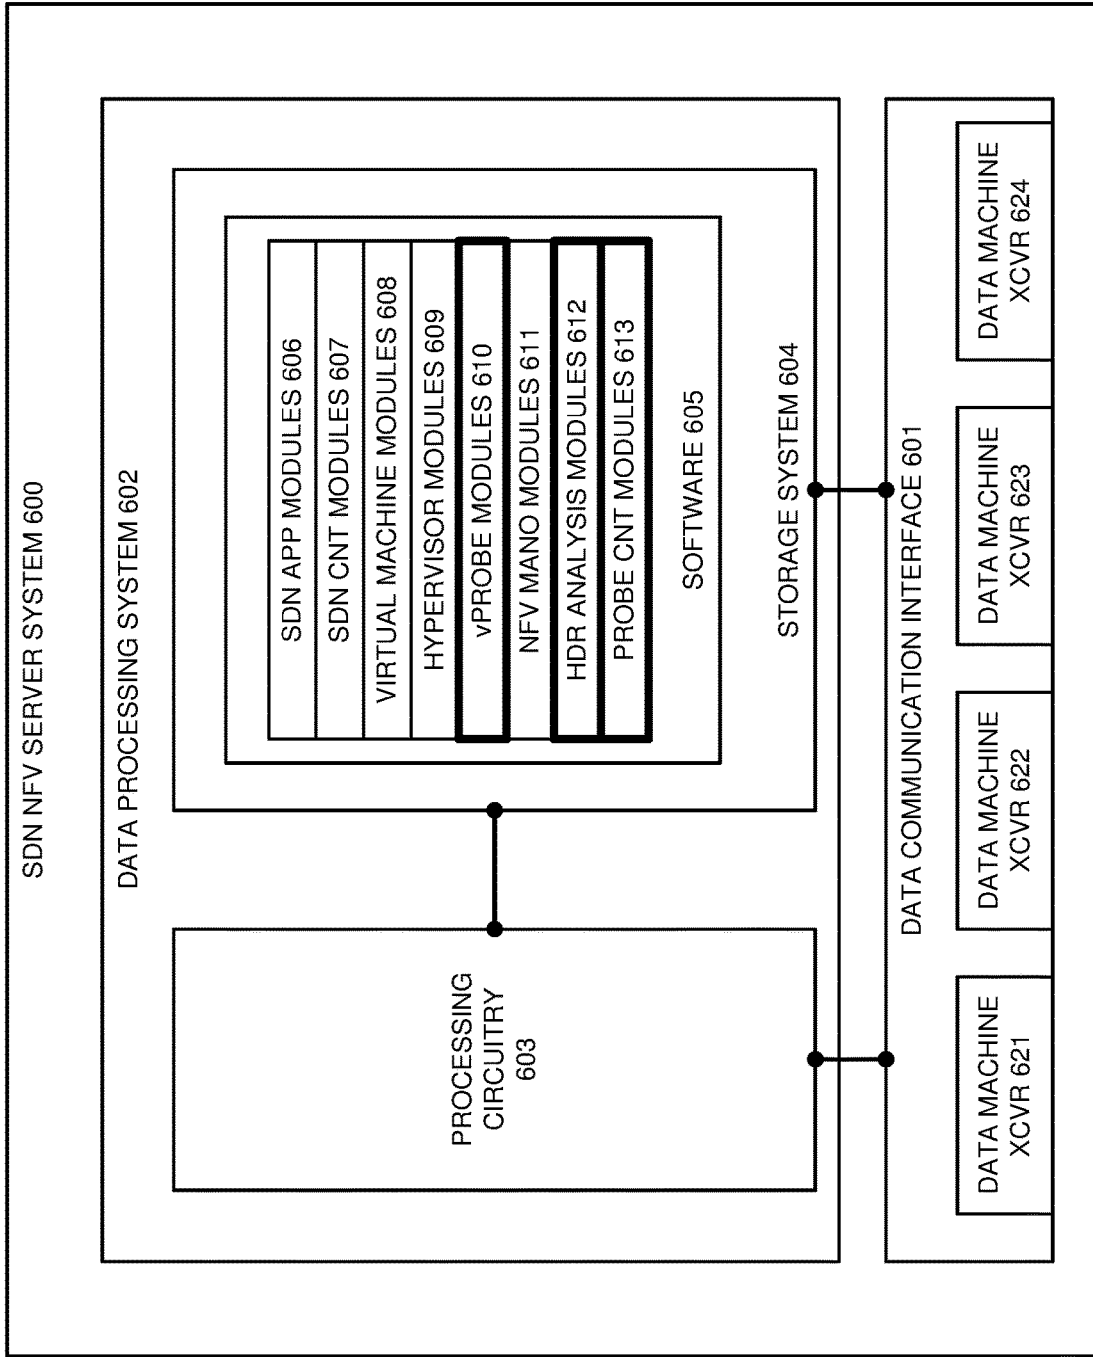 SDN NFV SERVER SYSTEM 600
DATA PROCESSING SYSTEM 602
PROCESSING
CIRCUITRY
603
SDN APP MODULES 606
SDN CNT MODULES 607
VIRTUAL MACHINE MODULES 608
HYPERVISOR MODULES 609
vPROBE MODULES 610
NFV MANO MODULES 611
HDR ANALYSIS MODULES 612
PROBE CNT MODULES 613
SOFTWARE 605
STORAGE SYSTEM 604
DATA COMMUNICATION INTERFACE 601
DATA MACHINE
XCVR 621
DATA MACHINE
XCVR 622
DATA MACHINE
XCVR 623
DATA MACHINE
XCVR 624